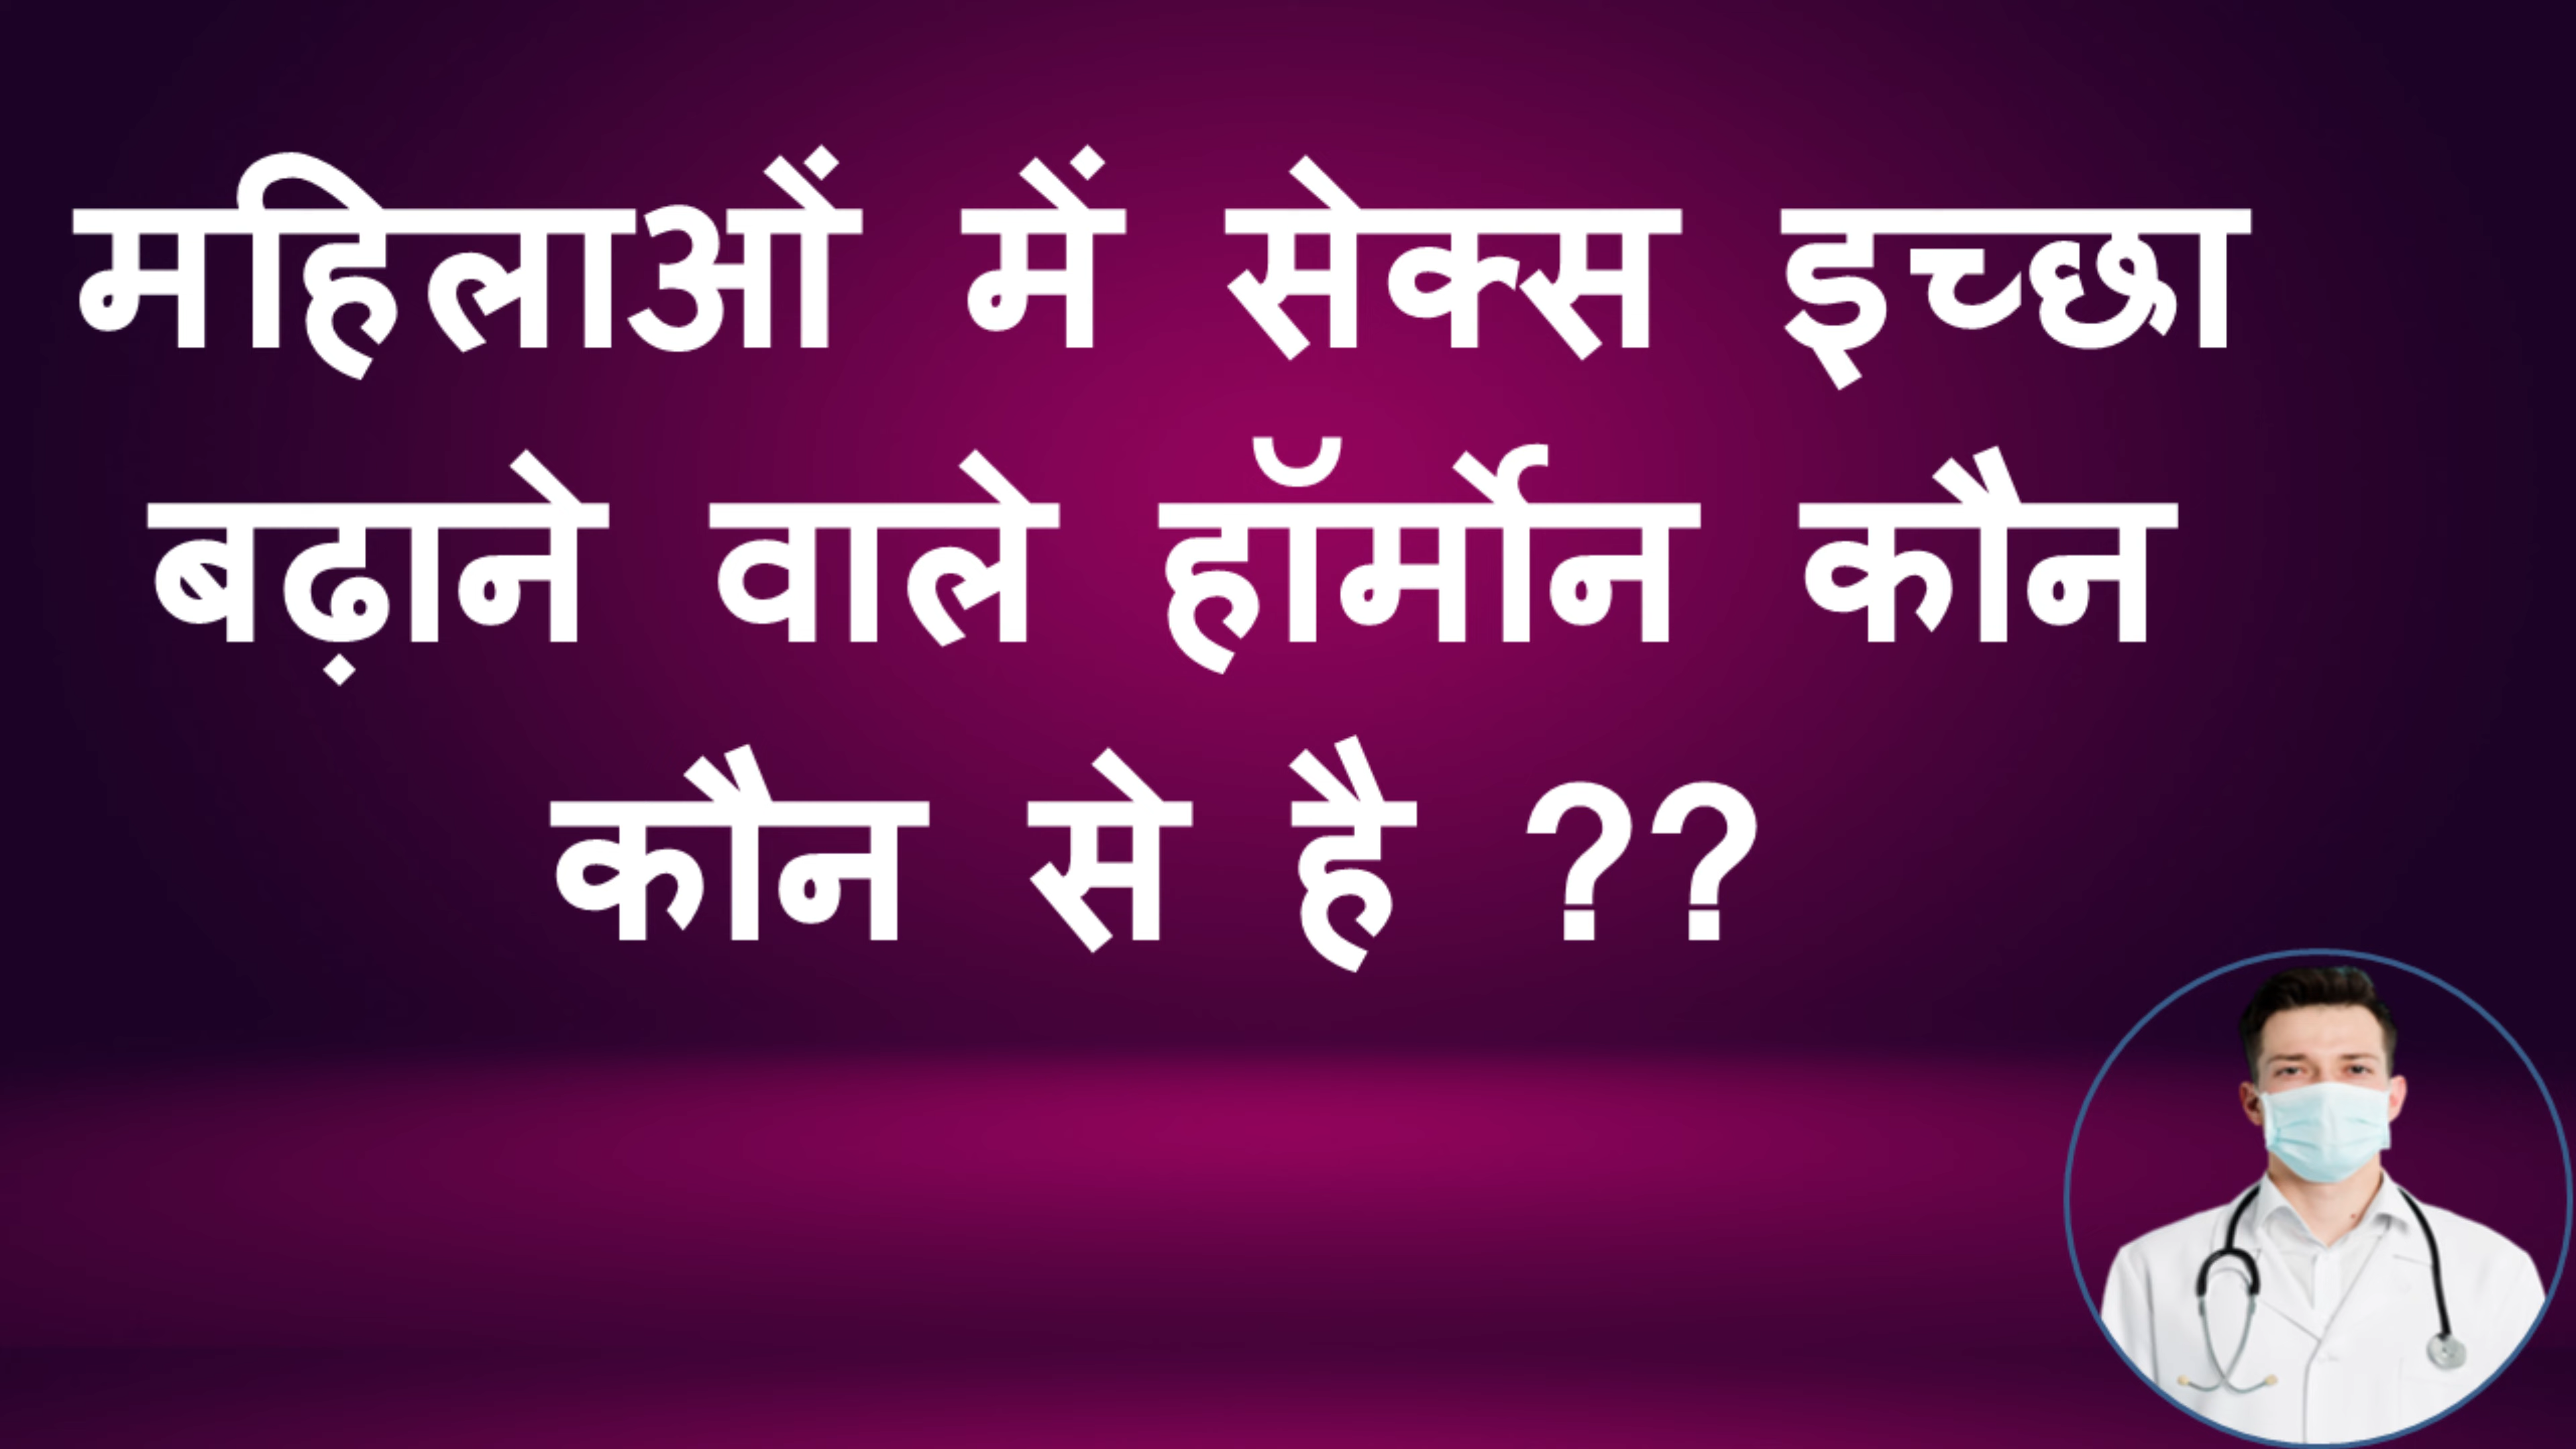 महिलाओं में सेक्स इच्छा
बढ़ाने वाले हॉर्मोन कौन
कौन से है ??